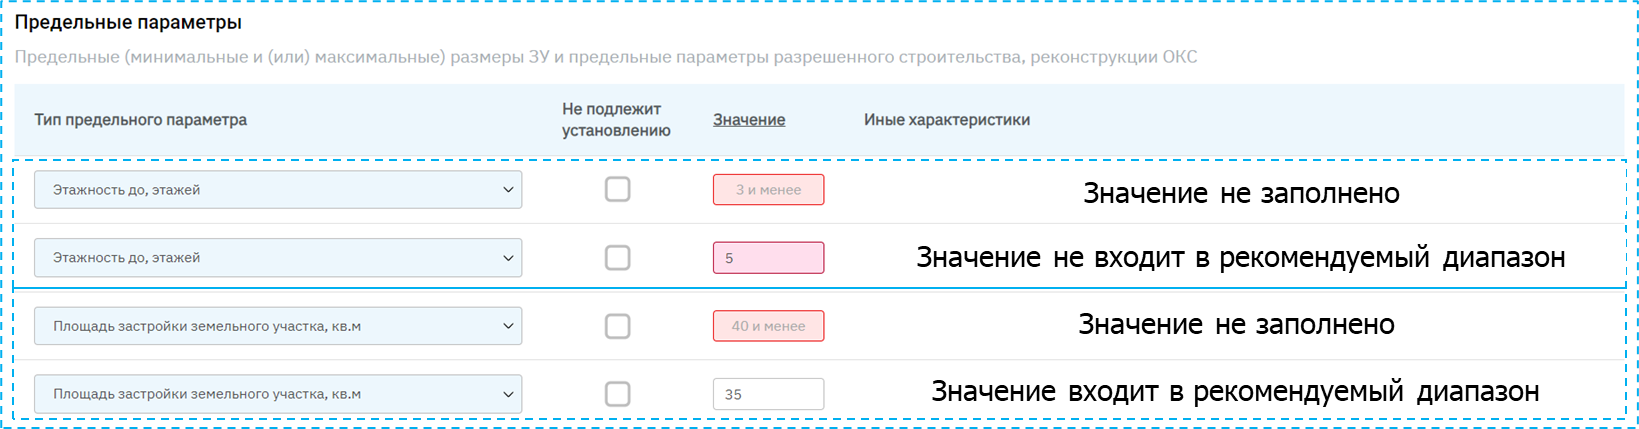 Предельные параметры
Предельные (минимальные и (или) максимальные) размеры ЗУ и предельные параметры разрешенного строительства, реконструкции ОКС
Тип предельного параметра
Не подлежит
установлению
Значение
Иные характеристики
Этажность до, этажей
3 и менее
Значение не заполнено
Этажность до, этажей
5
Значение не входит в рекомендуемый диапазон
Площадь застройки земельного участка, кв.м
40 и менее
Значение не заполнено
Площадь застройки земельного участка, кв.м
35
Значение входит в рекомендуемый диапазон